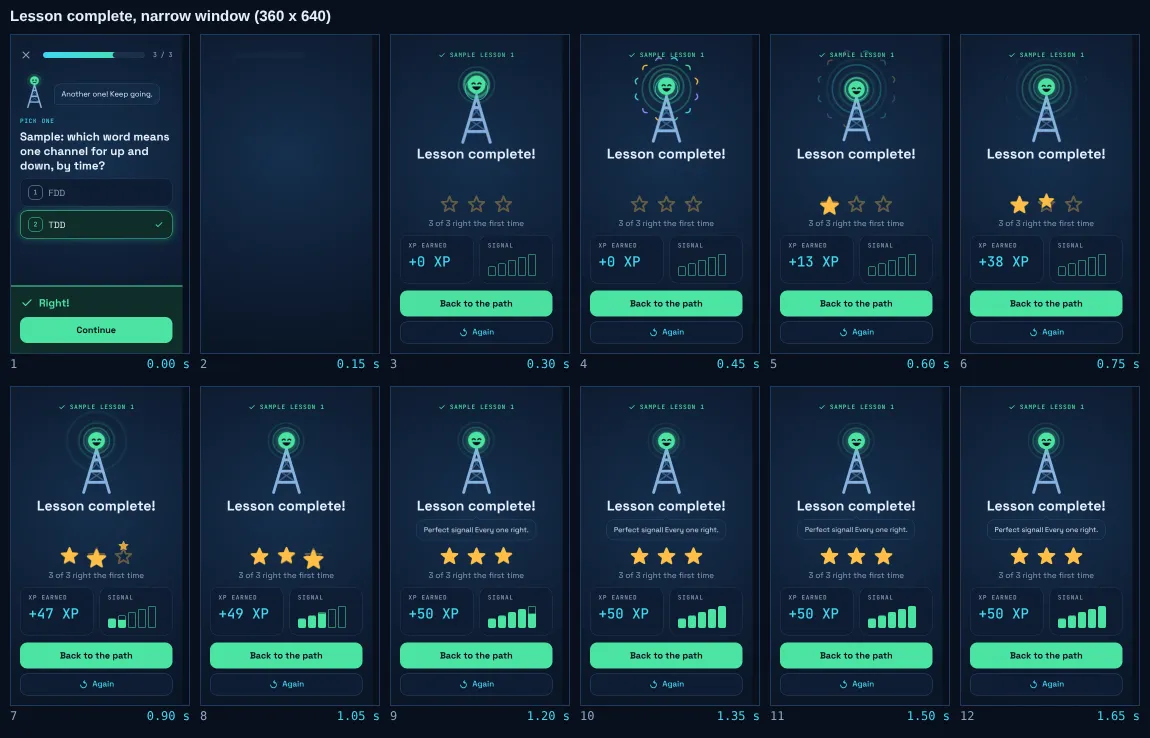 Lesson complete, narrow window (360 x 640)
3 / 3
Another one! Keep going.
PICK ONE
Sample: which word means
one channel for up and
down, by time?
1 FDD
2 TDD
Right!
Continue
1 0.00 s
2 0.15 s
SAMPLE LESSON 1
Lesson complete!
3 of 3 right the first time
XP EARNED
+0 XP
SIGNAL
Back to the path
Again
3 0.30 s
SAMPLE LESSON 1
Lesson complete!
3 of 3 right the first time
XP EARNED
+0 XP
SIGNAL
Back to the path
Again
4 0.45 s
SAMPLE LESSON 1
Lesson complete!
3 of 3 right the first time
XP EARNED
+13 XP
SIGNAL
Back to the path
Again
5 0.60 s
SAMPLE LESSON 1
Lesson complete!
3 of 3 right the first time
XP EARNED
+38 XP
SIGNAL
Back to the path
Again
6 0.75 s
SAMPLE LESSON 1
Lesson complete!
3 of 3 right the first time
XP EARNED
+47 XP
SIGNAL
Back to the path
Again
7 0.90 s
SAMPLE LESSON 1
Lesson complete!
3 of 3 right the first time
XP EARNED
+49 XP
SIGNAL
Back to the path
Again
8 1.05 s
SAMPLE LESSON 1
Lesson complete!
Perfect signal! Every one right.
3 of 3 right the first time
XP EARNED
+50 XP
SIGNAL
Back to the path
Again
9 1.20 s
SAMPLE LESSON 1
Lesson complete!
Perfect signal! Every one right.
3 of 3 right the first time
XP EARNED
+50 XP
SIGNAL
Back to the path
Again
10 1.35 s
SAMPLE LESSON 1
Lesson complete!
Perfect signal! Every one right.
3 of 3 right the first time
XP EARNED
+50 XP
SIGNAL
Back to the path
Again
11 1.50 s
SAMPLE LESSON 1
Lesson complete!
Perfect signal! Every one right.
3 of 3 right the first time
XP EARNED
+50 XP
SIGNAL
Back to the path
Again
12 1.65 s